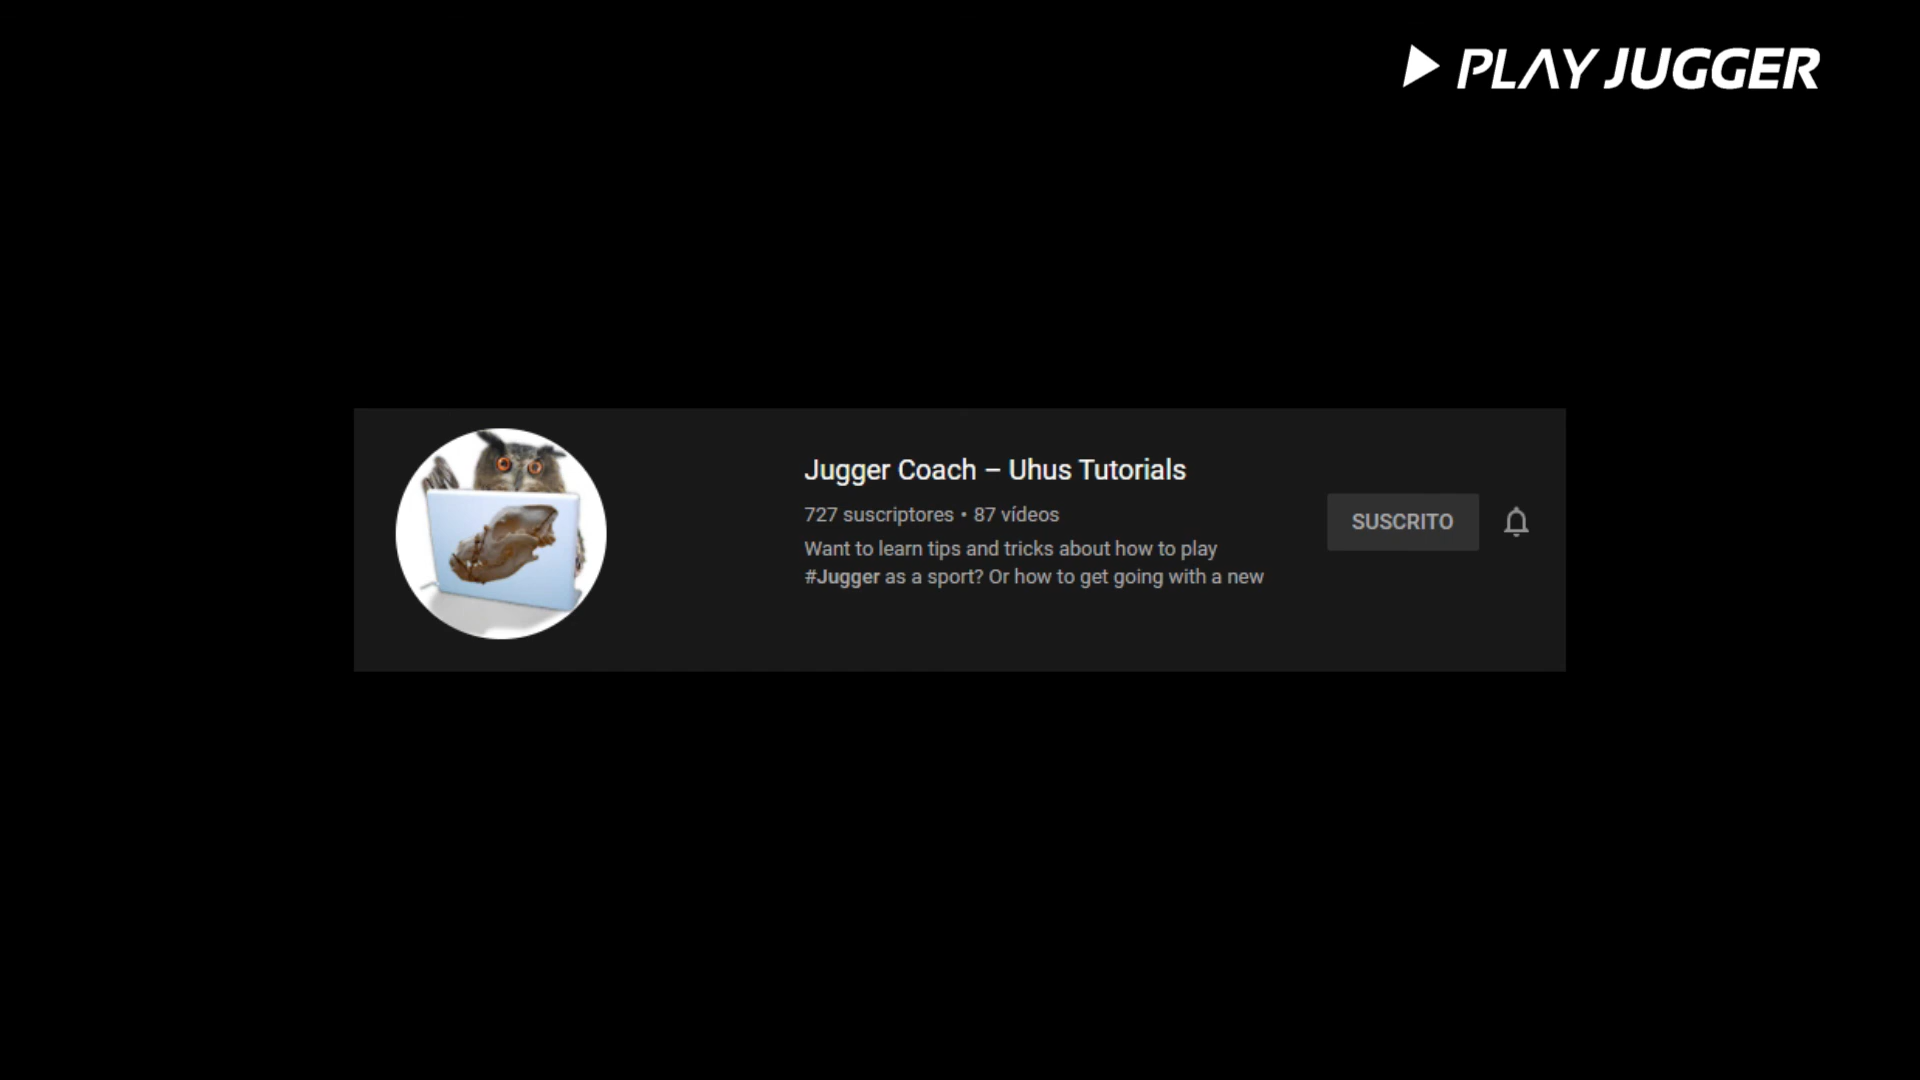 PLAY JUGGER
Jugger Coach – Uhus Tutorials
727 suscriptores • 87 vídeos
Want to learn tips and tricks about how to play
#Jugger as a sport? Or how to get going with a new
SUSCRITO